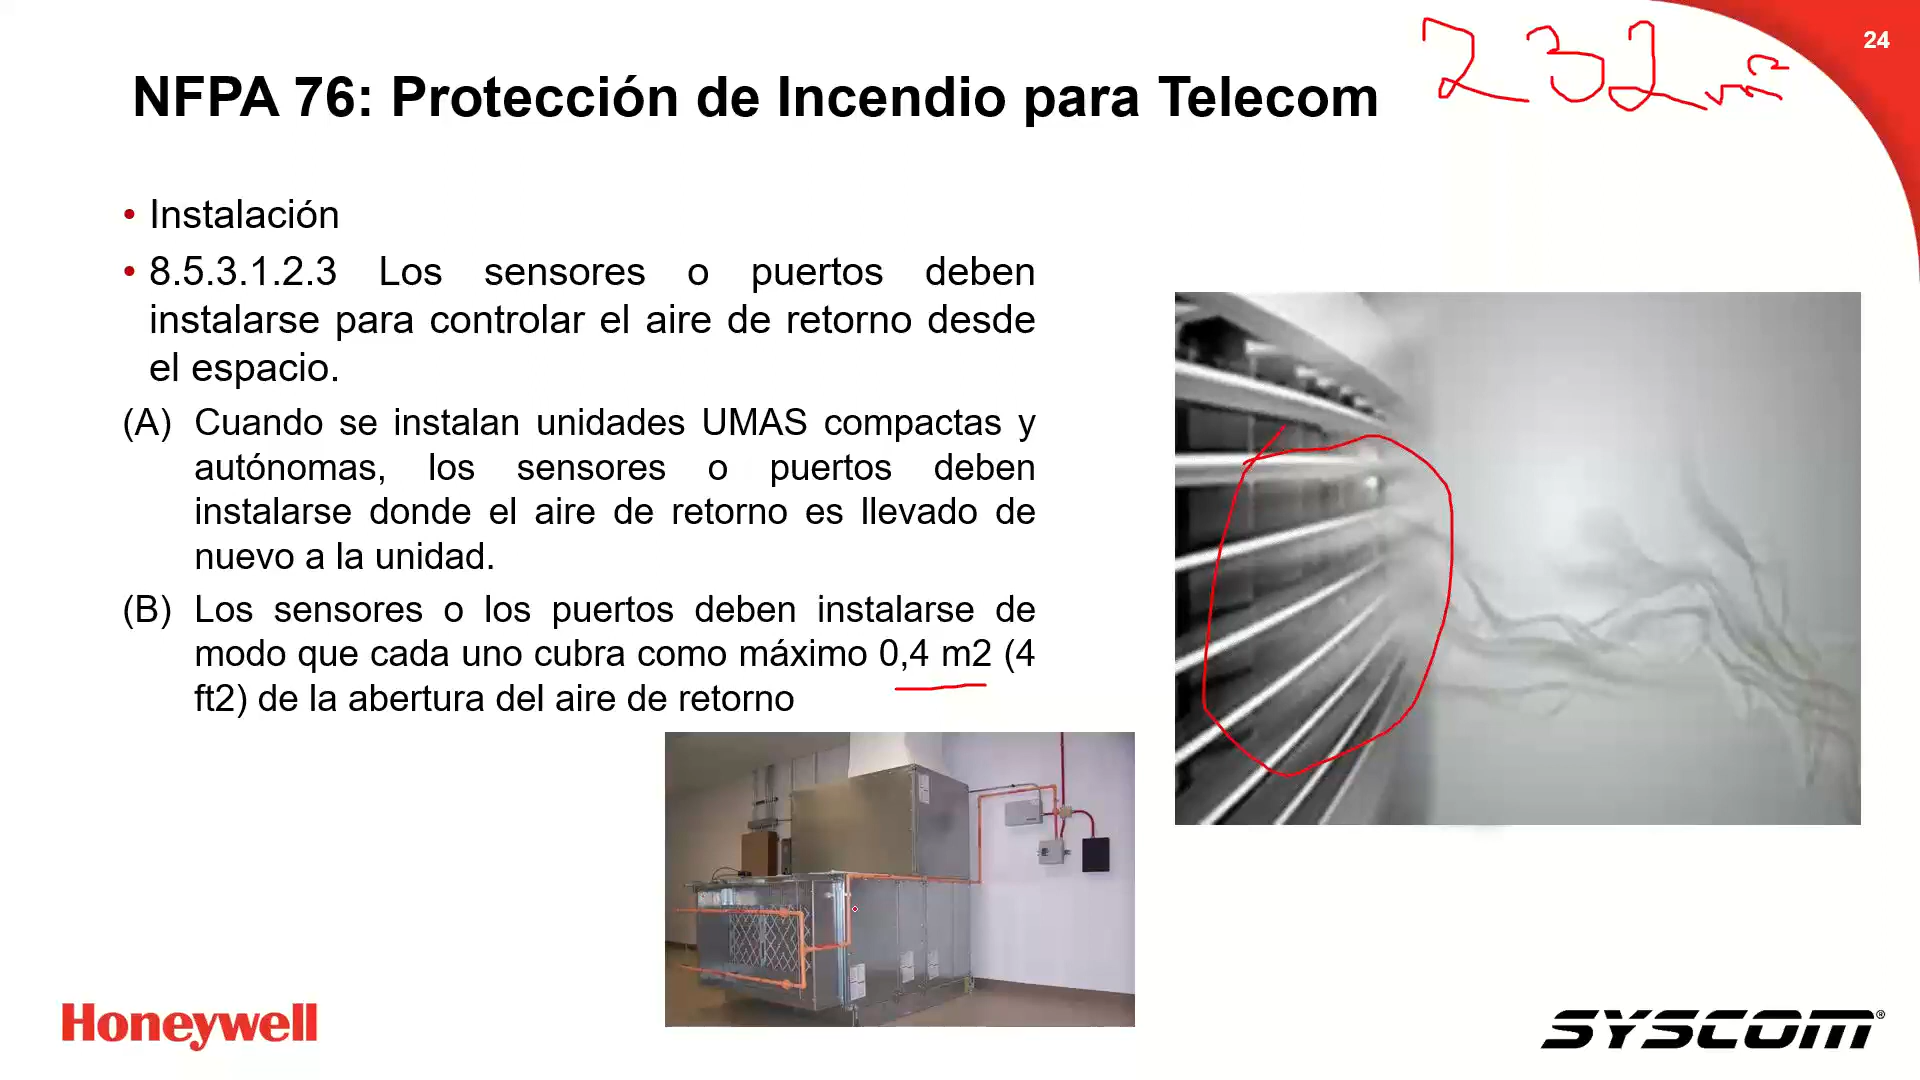 24
232 m2
NFPA 76: Protección de Incendio para Telecom
• Instalación
• 8.5.3.1.2.3 Los sensores o puertos deben
instalarse para controlar el aire de retorno desde
el espacio.
(A) Cuando se instalan unidades UMAS compactas y
autónomas, los sensores o puertos deben
instalarse donde el aire de retorno es llevado de
nuevo a la unidad.
(B) Los sensores o los puertos deben instalarse de
modo que cada uno cubra como máximo 0,4 m2 (4
ft2) de la abertura del aire de retorno
Honeywell
SYSCOM®